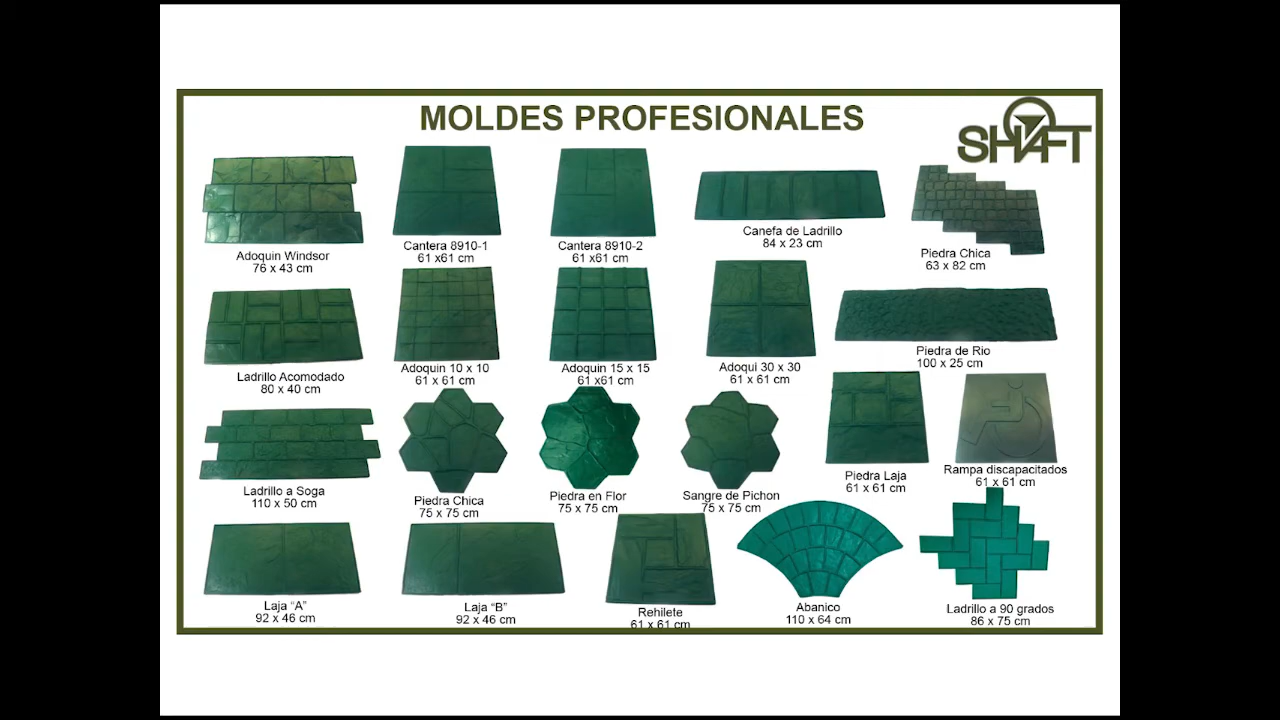 MOLDES PROFESIONALES
SHAFT
Adoquin Windsor
76 x 43 cm
Cantera 8910-1
61 x61 cm
Cantera 8910-2
61 x61 cm
Canefa de Ladrillo
84 x 23 cm
Piedra Chica
63 x 82 cm
Ladrillo Acomodado
80 x 40 cm
Adoquin 10 x 10
61 x 61 cm
Adoquin 15 x 15
61 x61 cm
Adoqui 30 x 30
61 x 61 cm
Piedra de Rio
100 x 25 cm
Ladrillo a Soga
110 x 50 cm
Piedra Chica
75 x 75 cm
Piedra en Flor
75 x 75 cm
Sangre de Pichon
75 x 75 cm
Piedra Laja
61 x 61 cm
Rampa discapacitados
61 x 61 cm
Laja “A”
92 x 46 cm
Laja “B”
92 x 46 cm
Rehilete
61 x 61 cm
Abanico
110 x 64 cm
Ladrillo a 90 grados
86 x 75 cm